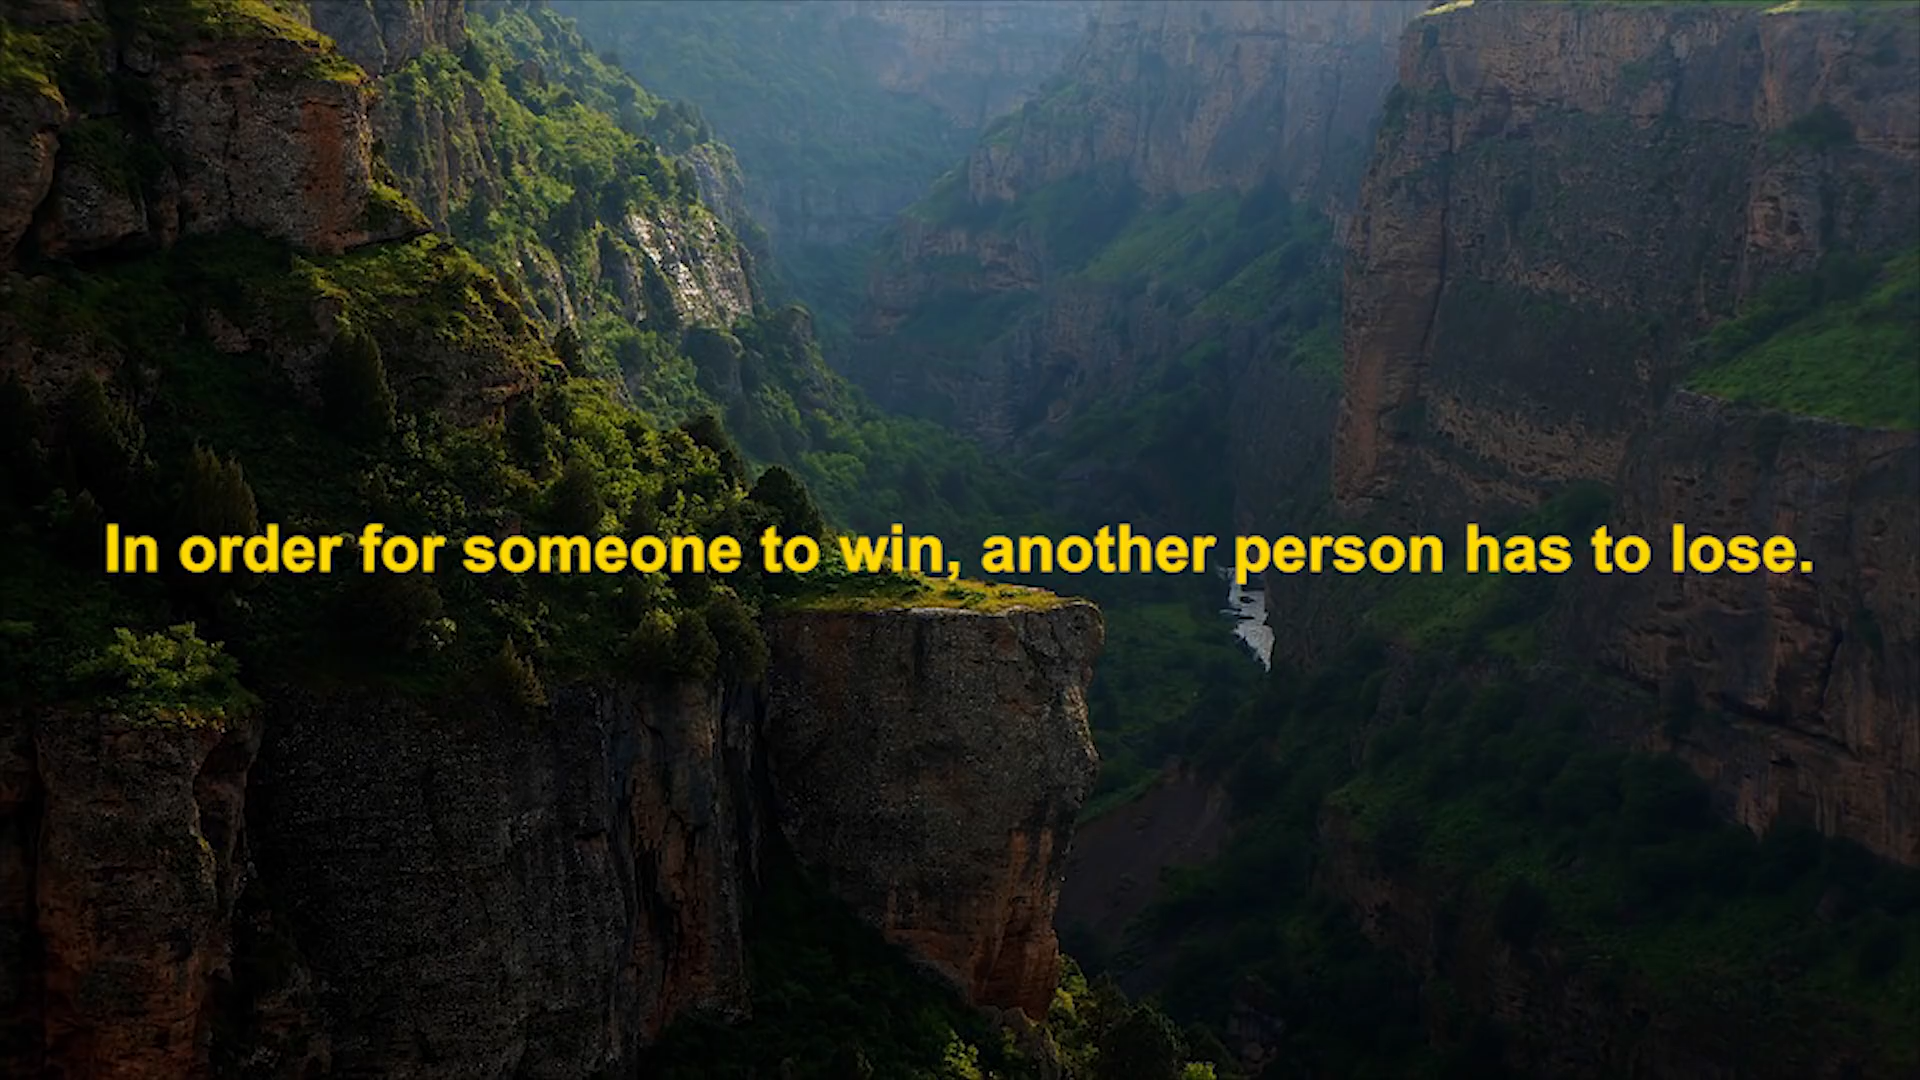 In order for someone to win, another person has to lose.